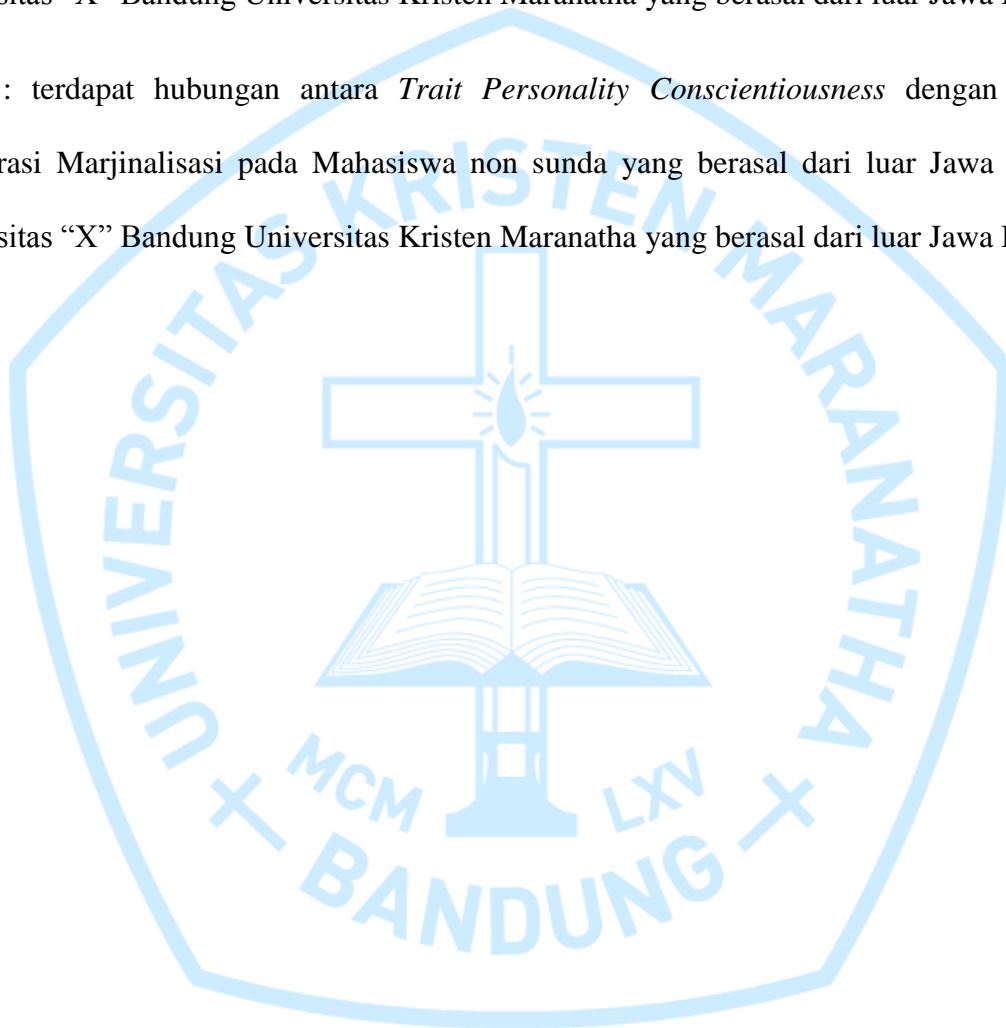 sitas “X” Bandung Universitas Kristen Maranatha yang berasal dari luar Jawa
: terdapat hubungan antara Trait Personality Conscientiousness dengan
rasi Marjinalisasi pada Mahasiswa non sunda yang berasal dari luar Jawa
sitas “X” Bandung Universitas Kristen Maranatha yang berasal dari luar Jawa
UNIVERSITAS KRISTEN MARANATHA
MCM LXV
BANDUNG